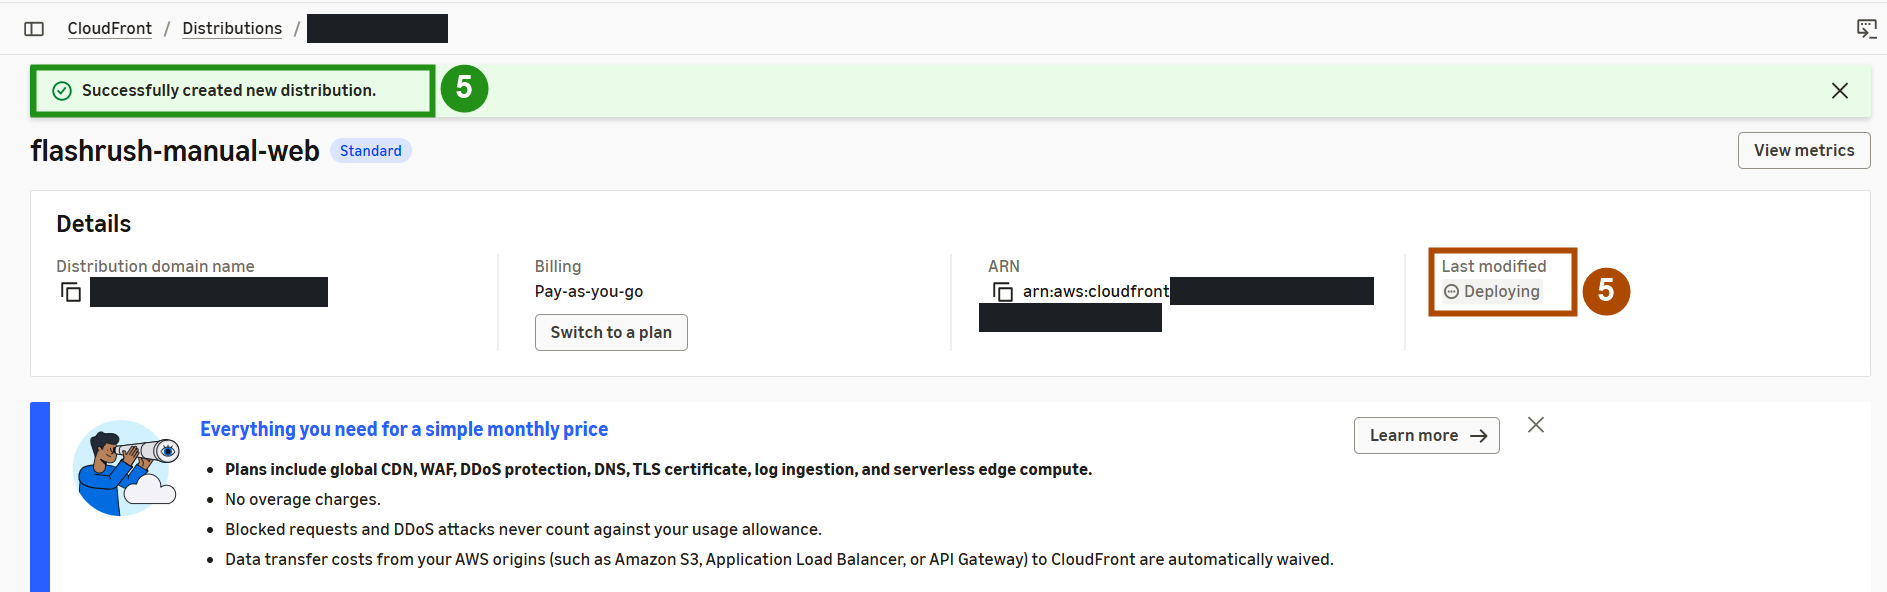 CloudFront / Distributions /
Successfully created new distribution. 5
flashrush-manual-web Standard View metrics
Details
Distribution domain name
Billing
Pay-as-you-go
Switch to a plan
ARN
arn:aws:cloudfront
Last modified
Deploying
5
Everything you need for a simple monthly price
Learn more →
• Plans include global CDN, WAF, DDoS protection, DNS, TLS certificate, log ingestion, and serverless edge compute.
• No overage charges.
• Blocked requests and DDoS attacks never count against your usage allowance.
• Data transfer costs from your AWS origins (such as Amazon S3, Application Load Balancer, or API Gateway) to CloudFront are automatically waived.